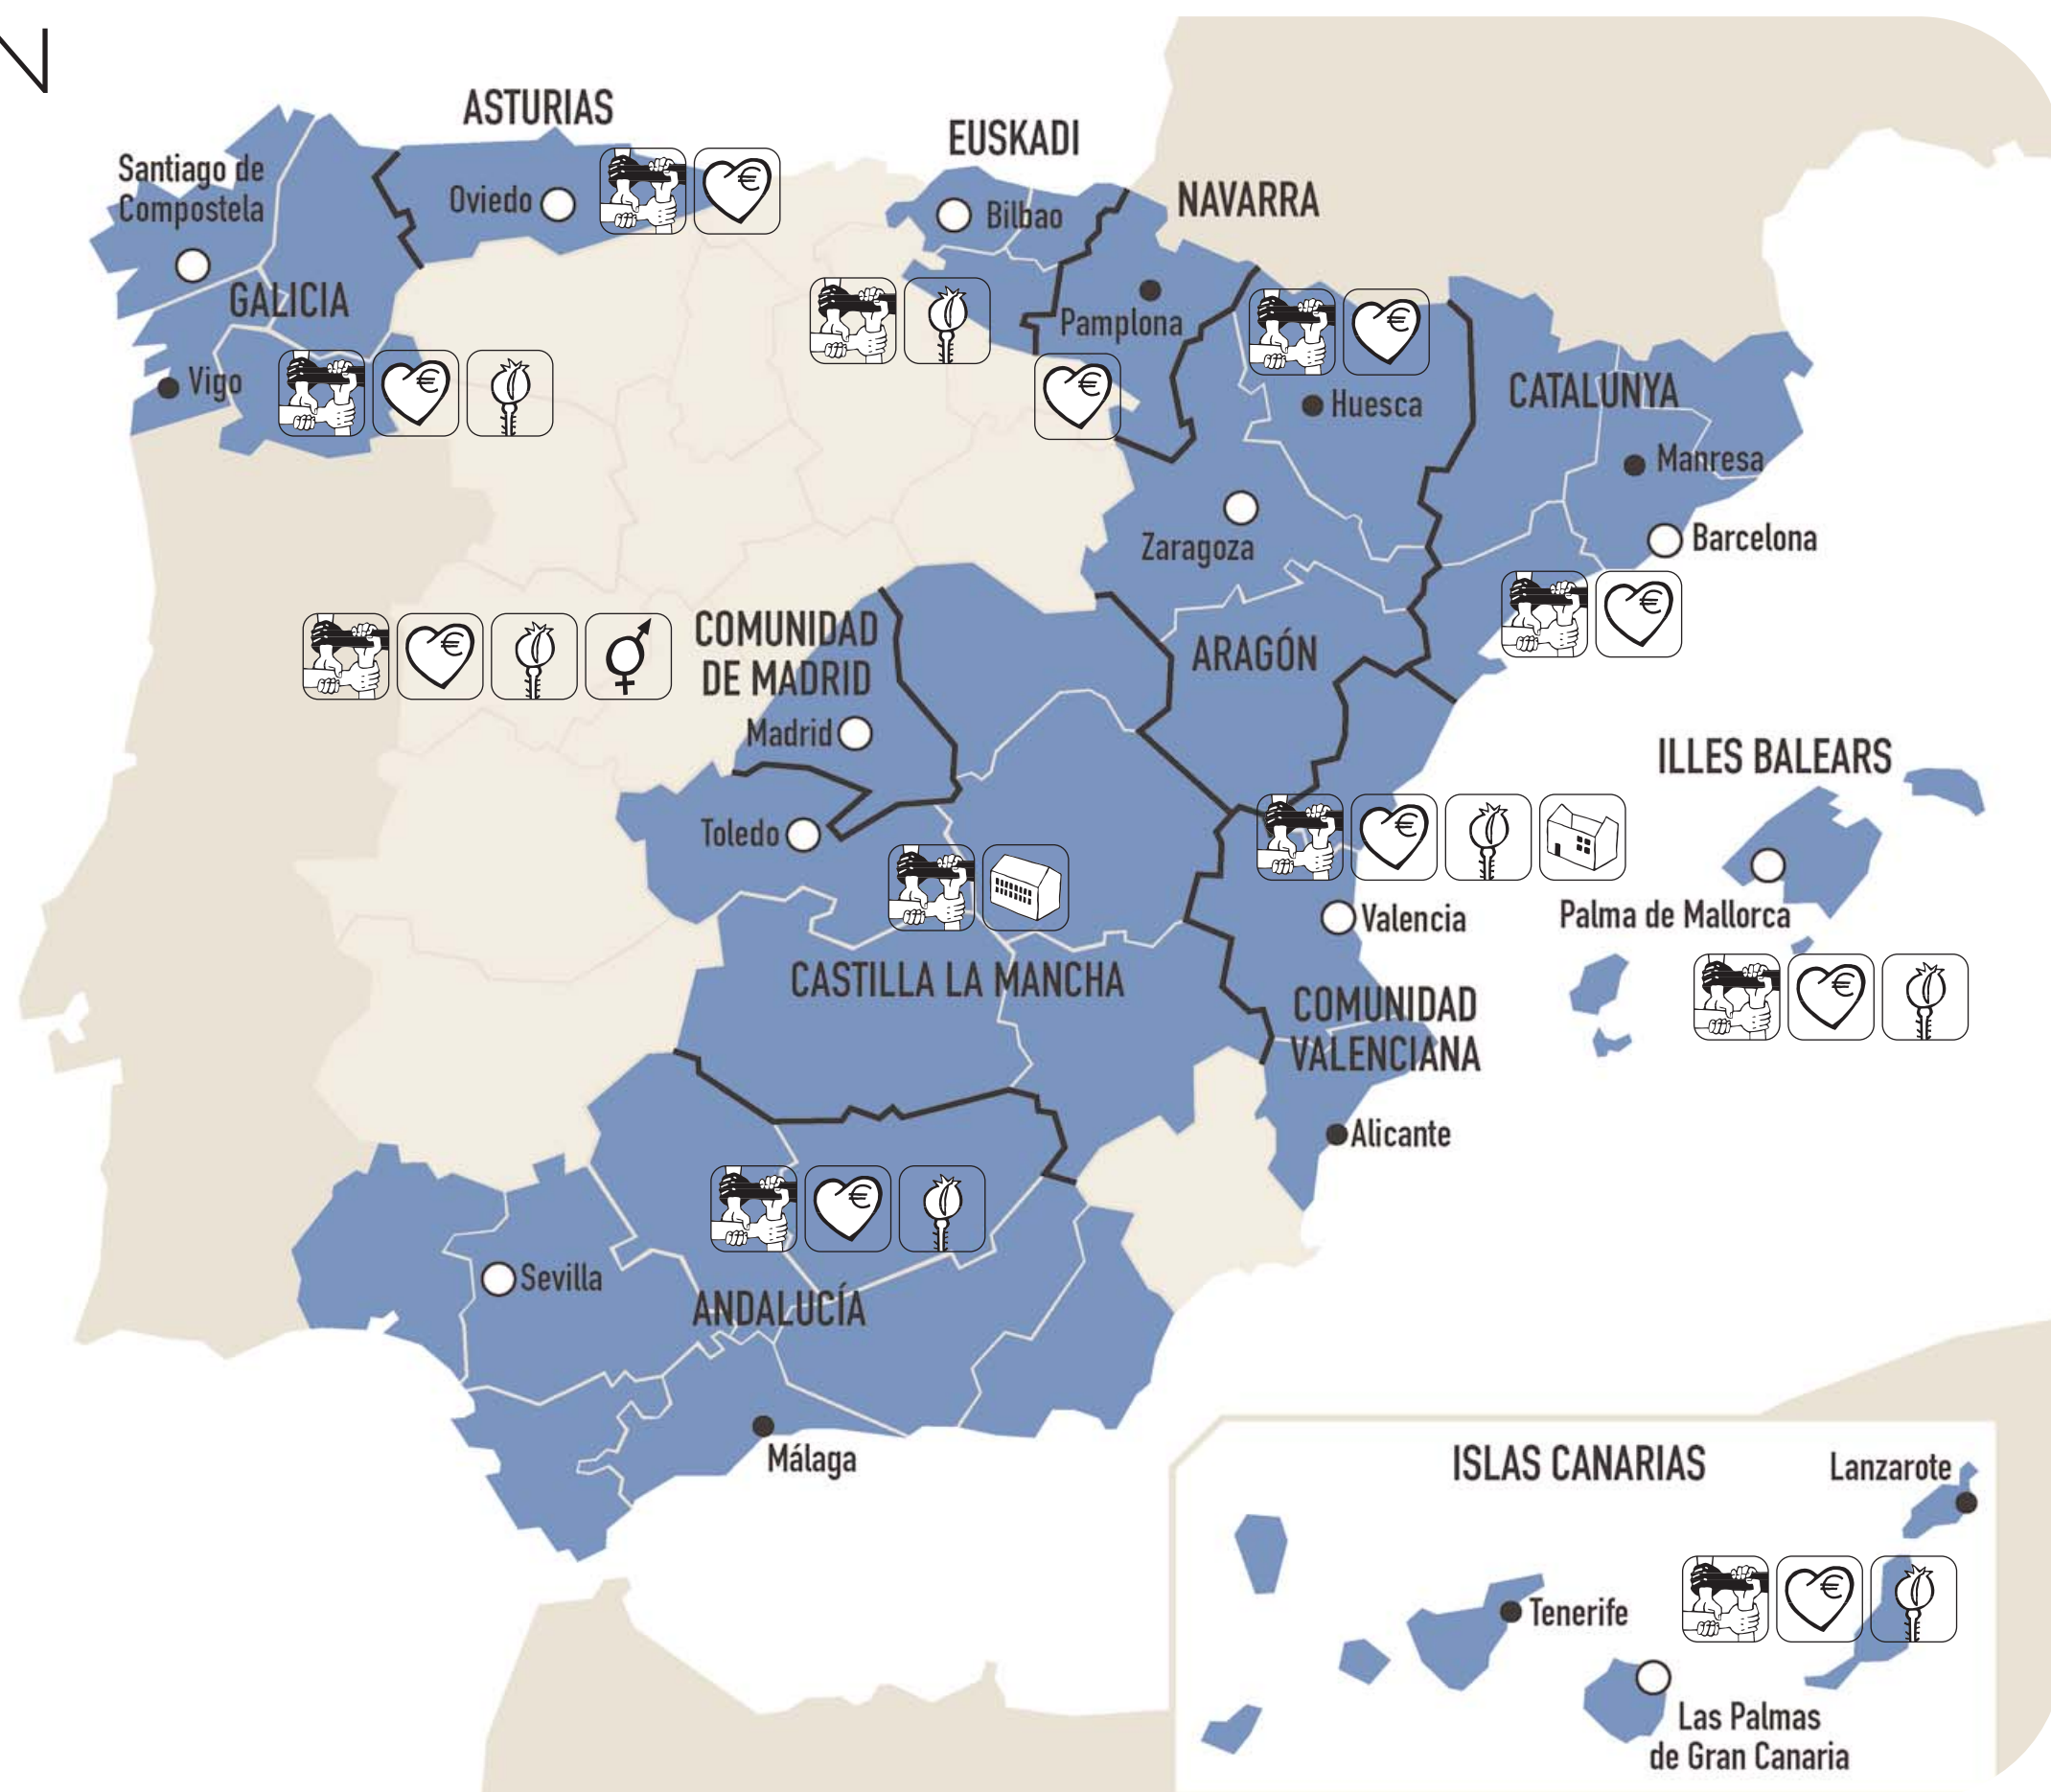 N
ASTURIAS
EUSKADI
Santiago de
Compostela
NAVARRA
Oviedo
Bilbao
GALICIA
Pamplona
Vigo
€
€
€
€
Huesca
CATALUNYA
Manresa
Zaragoza
Barcelona
COMUNIDAD
DE MADRID
€
€
ARAGÓN
Madrid
ILLES BALEARS
Toledo
€
Valencia
Palma de Mallorca
CASTILLA LA MANCHA
COMUNIDAD
VALENCIANA
€
Alicante
€
Sevilla
ANDALUCÍA
Málaga
ISLAS CANARIAS
Lanzarote
€
Tenerife
Las Palmas
de Gran Canaria